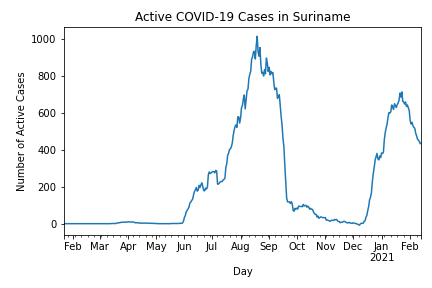 Active COVID-19 Cases in Suriname
Number of Active Cases
1000
800
600
400
200
0
Feb Mar Apr May Jun Jul Aug Sep Oct Nov Dec Jan Feb
2021
Day